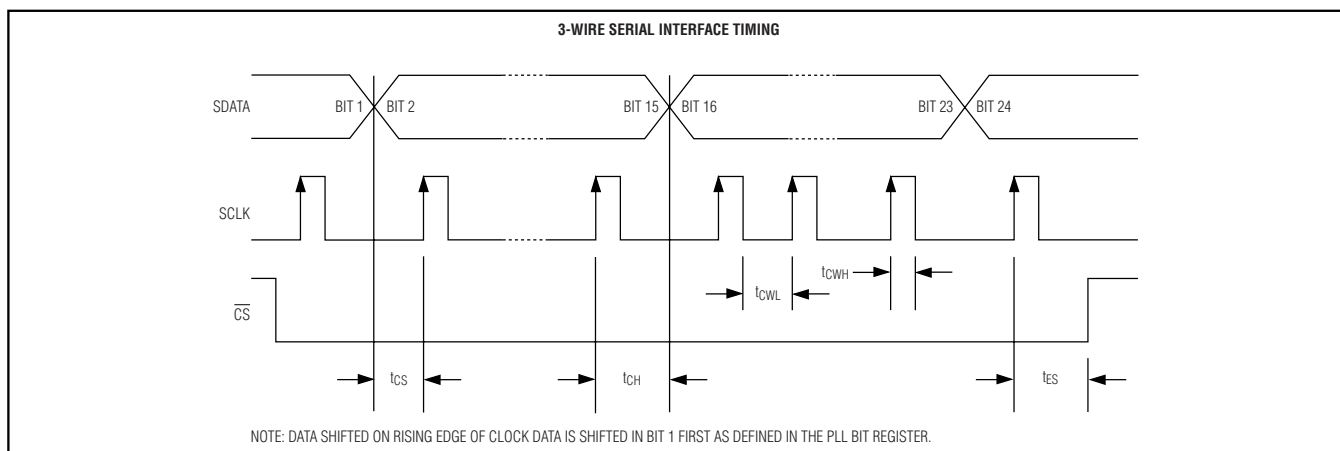 3-WIRE SERIAL INTERFACE TIMING
SDATA
BIT 1
BIT 2
BIT 15
BIT 16
BIT 23
BIT 24
SCLK
tCWH
tCWL
CS
tCS
tCH
tES
NOTE: DATA SHIFTED ON RISING EDGE OF CLOCK DATA IS SHIFTED IN BIT 1 FIRST AS DEFINED IN THE PLL BIT REGISTER.